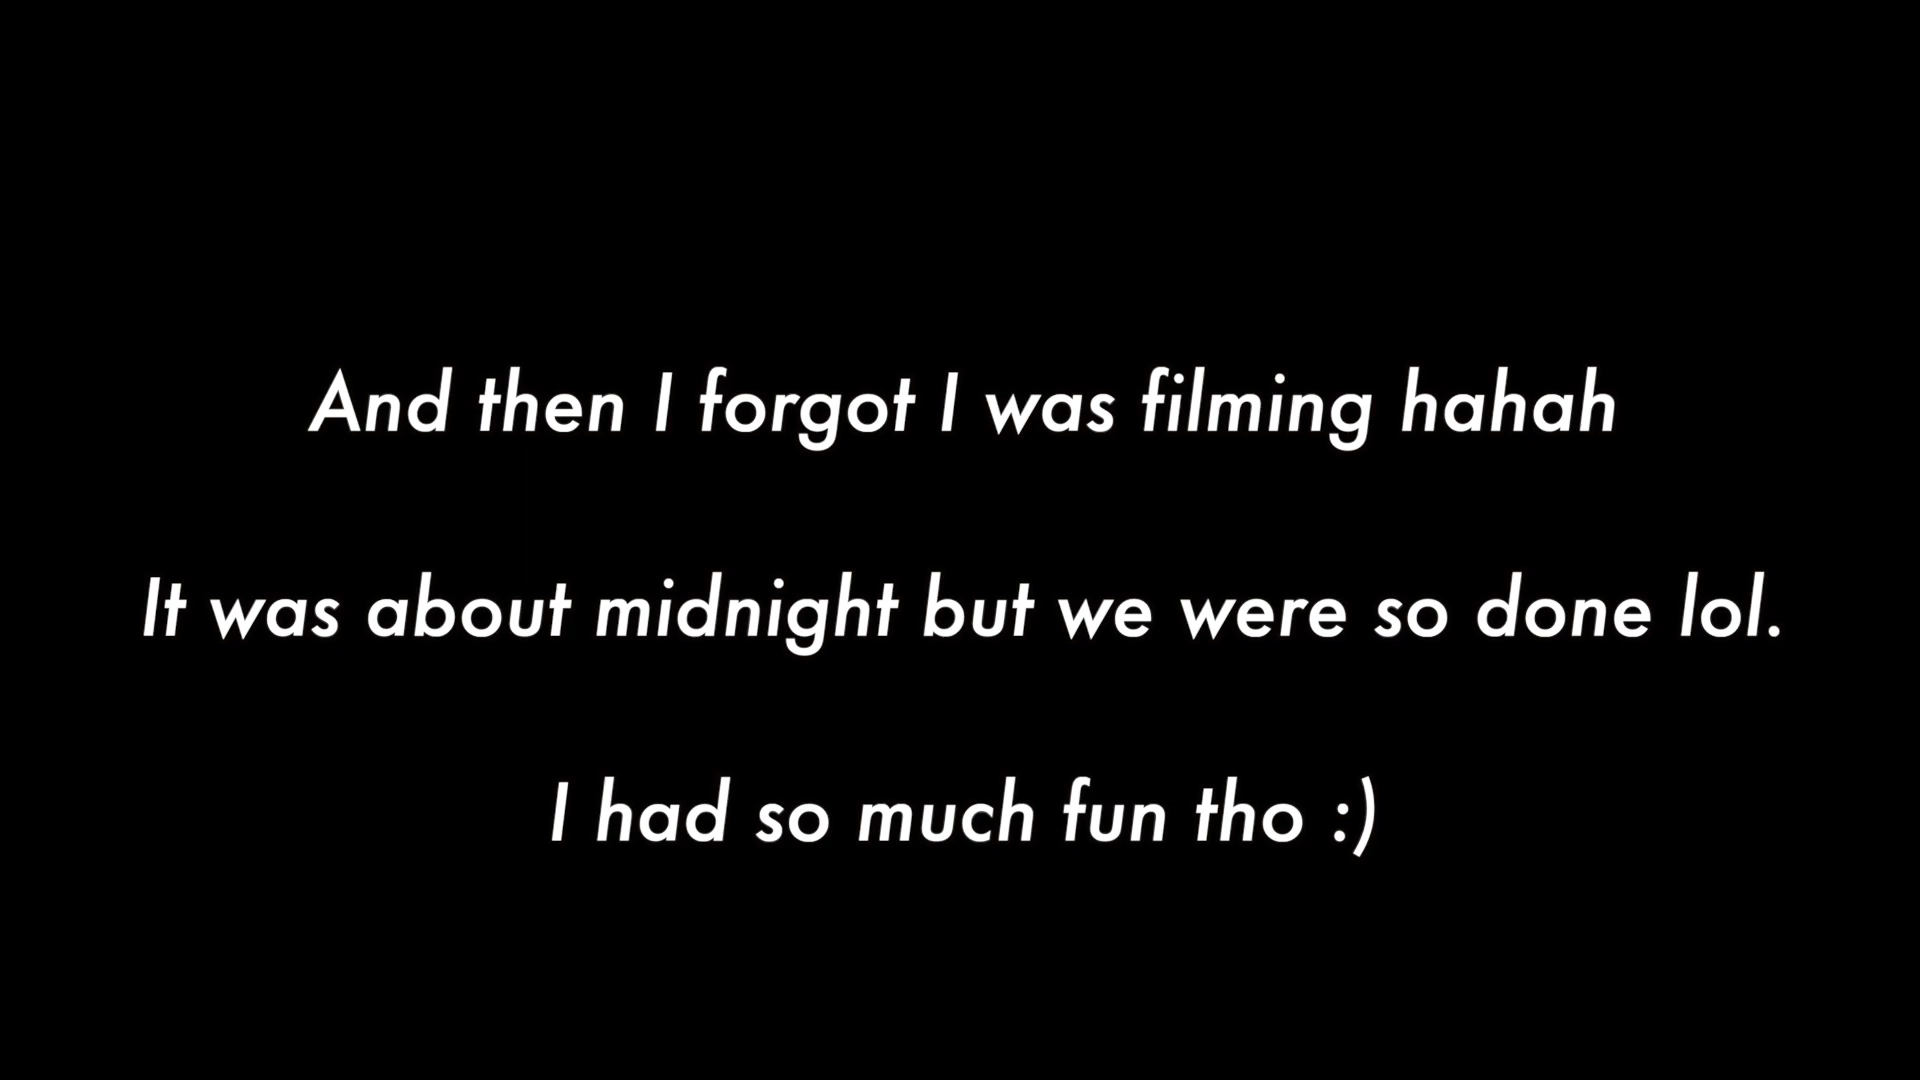 And then I forgot I was filming hahah
It was about midnight but we were so done lol.
I had so much fun tho :)